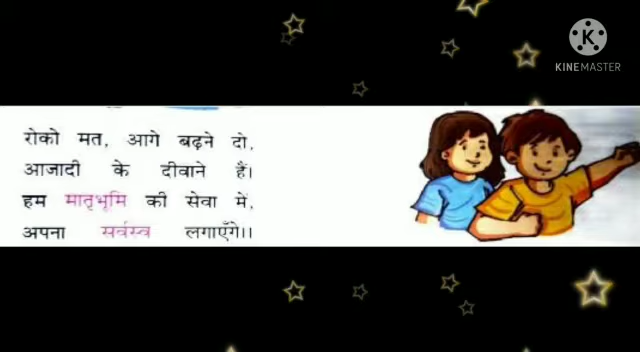 KINEMASTER
रोको मत, आगे बढ़ने दो,
आजादी के दीवाने हैं।
हम मातृभूमि की सेवा में,
अपना सर्वस्व लगाएँगे।।